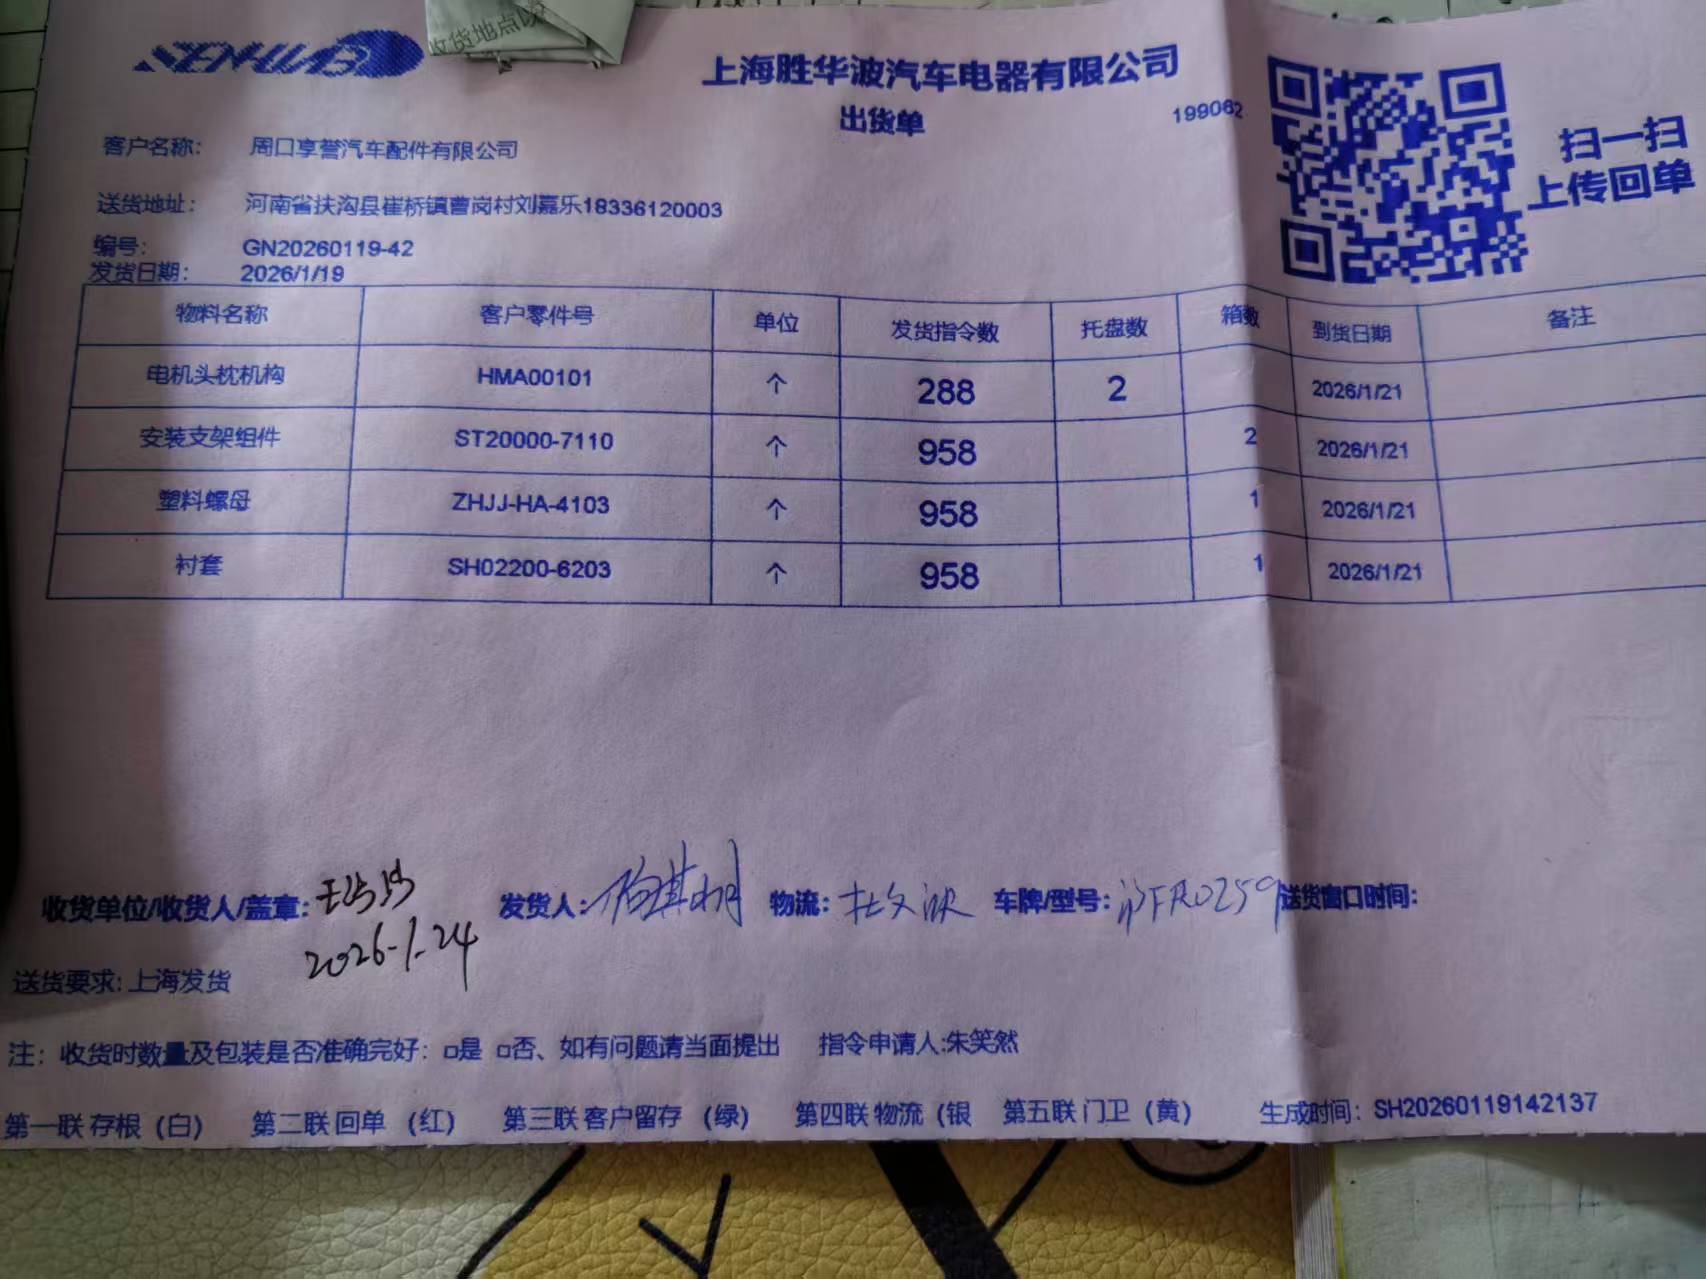 SENHWAB
收货地点以
上海胜华波汽车电器有限公司
出货单
199062
扫一扫
上传回单
客户名称： 周口享誉汽车配件有限公司
送货地址： 河南省扶沟县崔桥镇曹岗村刘嘉乐18336120003
编号： GN20260119-42
发货日期： 2026/1/19
物料名称 客户零件号 单位 发货指令数 托盘数 箱数 到货日期 备注
电机头枕机构 HMA00101 个 288 2 2026/1/21
安装支架组件 ST20000-7110 个 958 2 2026/1/21
塑料螺母 ZHJJ-HA-4103 个 958 1 2026/1/21
衬套 SH02200-6203 个 958 1 2026/1/21
收货单位/收货人/盖章： 发货人： 物流：杜文波 车牌/型号：沪FR0259 送货窗口时间：
2026-1.24
送货要求：上海发货
注：收货时数量及包装是否准确完好：□是 □否、如有问题请当面提出 指令申请人:朱笑然
第一联 存根（白） 第二联 回单（红） 第三联 客户留存（绿） 第四联 物流（银 第五联 门卫（黄） 生成时间：SH20260119142137